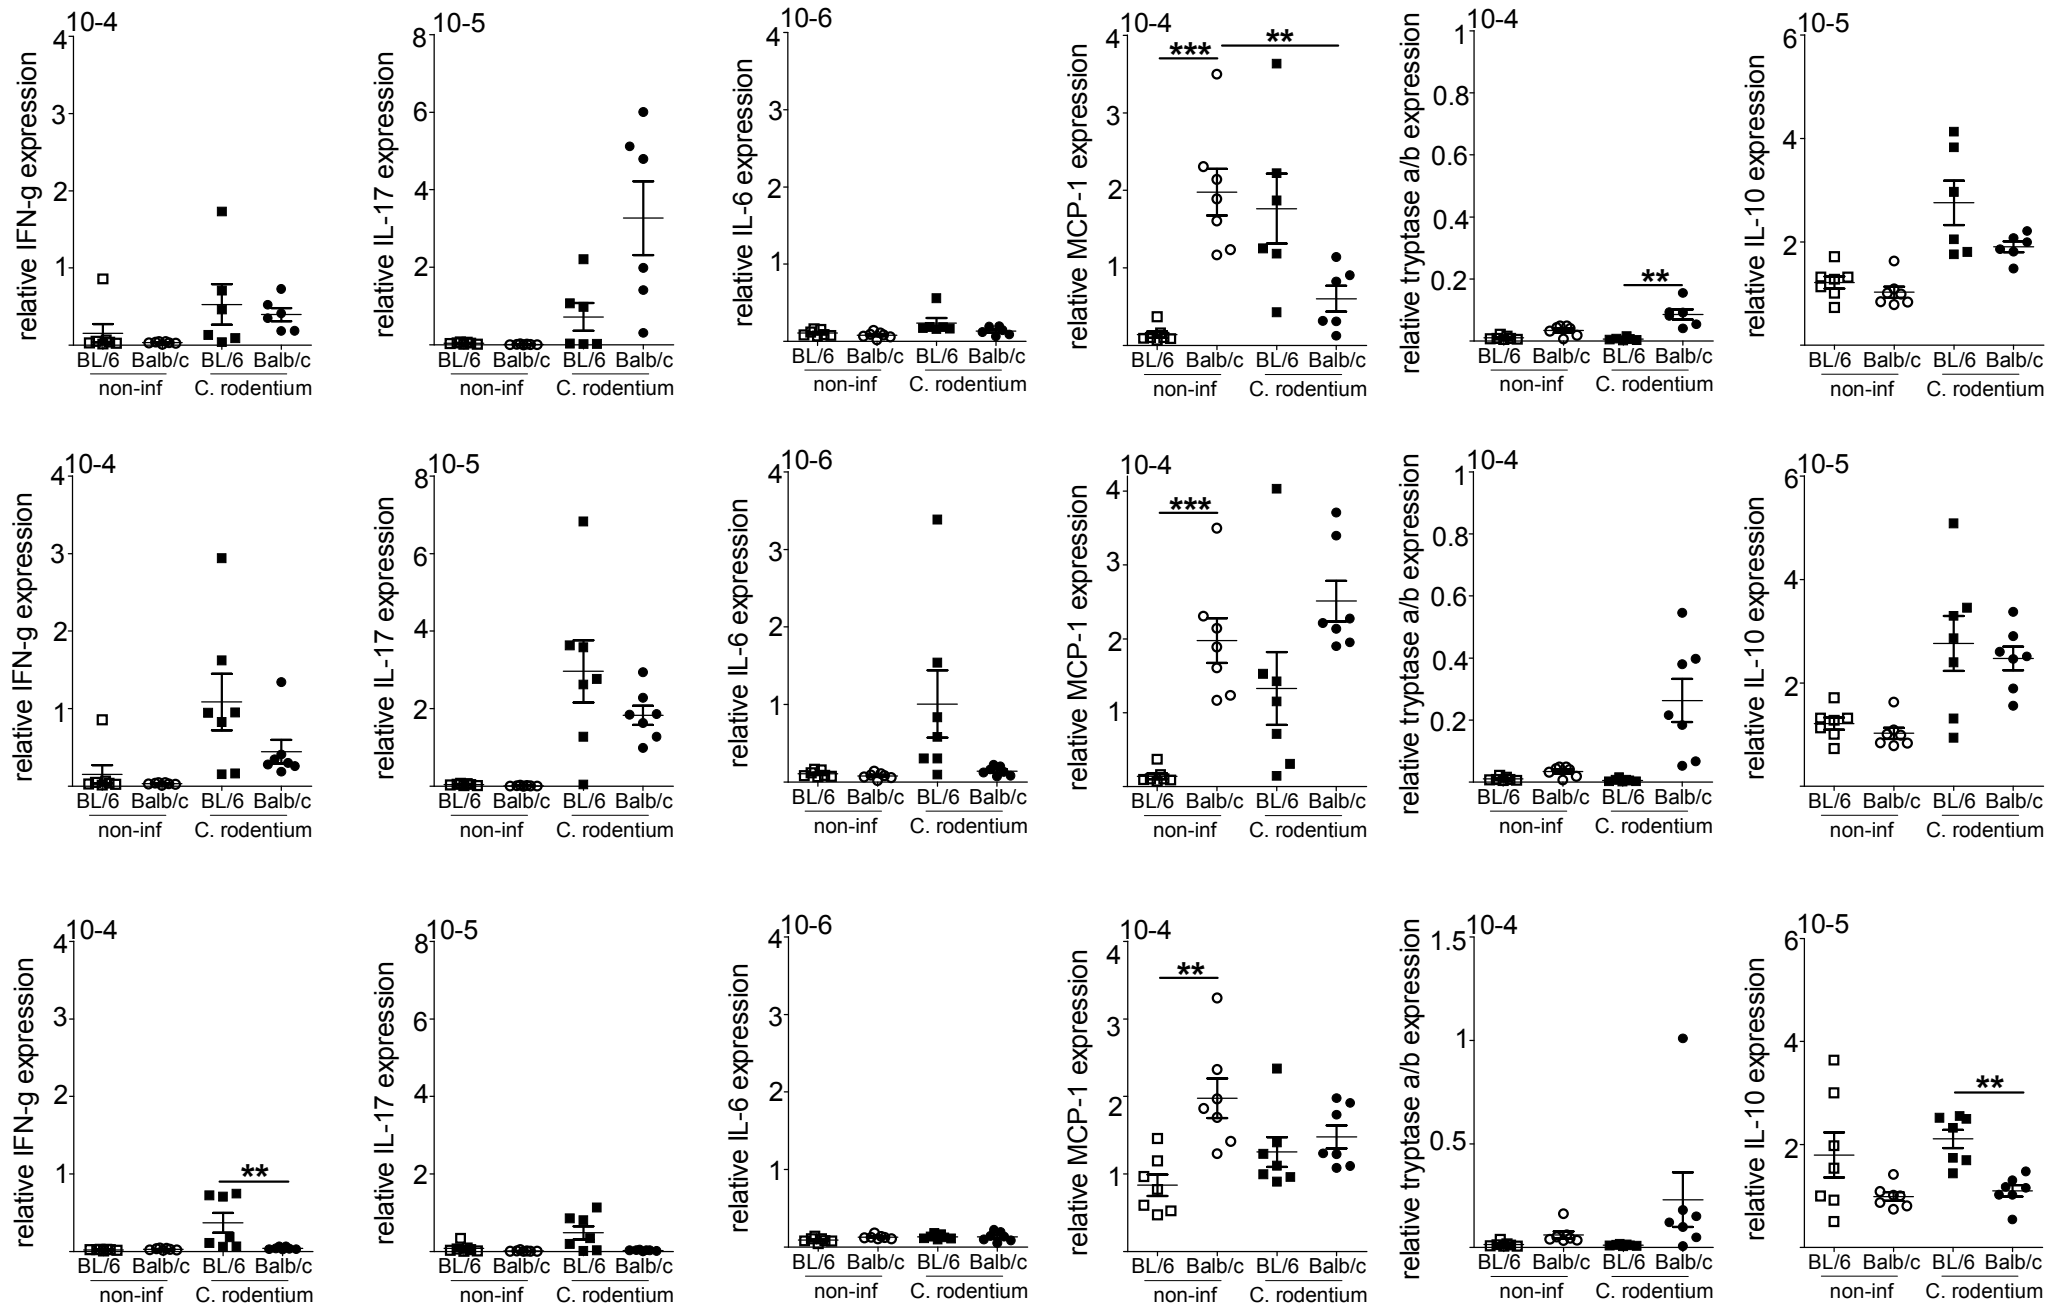 relative IFN-g expression
10-4
4
3
2
1
BL/6 Balb/c BL/6 Balb/c
non-inf C. rodentium
relative IL-17 expression
10-5
8
6
4
2
BL/6 Balb/c BL/6 Balb/c
non-inf C. rodentium
relative IL-6 expression
10-6
4
3
2
1
BL/6 Balb/c BL/6 Balb/c
non-inf C. rodentium
relative MCP-1 expression
10-4
4
3
2
1
*** **
BL/6 Balb/c BL/6 Balb/c
non-inf C. rodentium
relative tryptase a/b expression
10-4
1
0.8
0.6
0.4
0.2
**
BL/6 Balb/c BL/6 Balb/c
non-inf C. rodentium
relative IL-10 expression
10-5
6
4
2
BL/6 Balb/c BL/6 Balb/c
non-inf C. rodentium
relative IFN-g expression
10-4
4
3
2
1
BL/6 Balb/c BL/6 Balb/c
non-inf C. rodentium
relative IL-17 expression
10-5
8
6
4
2
BL/6 Balb/c BL/6 Balb/c
non-inf C. rodentium
relative IL-6 expression
10-6
4
3
2
1
BL/6 Balb/c BL/6 Balb/c
non-inf C. rodentium
relative MCP-1 expression
10-4
4
3
2
1
***
BL/6 Balb/c BL/6 Balb/c
non-inf C. rodentium
relative tryptase a/b expression
10-4
1
0.8
0.6
0.4
0.2
BL/6 Balb/c BL/6 Balb/c
non-inf C. rodentium
relative IL-10 expression
10-5
6
4
2
BL/6 Balb/c BL/6 Balb/c
non-inf C. rodentium
relative IFN-g expression
10-4
4
3
2
1
**
BL/6 Balb/c BL/6 Balb/c
non-inf C. rodentium
relative IL-17 expression
10-5
8
6
4
2
BL/6 Balb/c BL/6 Balb/c
non-inf C. rodentium
relative IL-6 expression
10-6
4
3
2
1
BL/6 Balb/c BL/6 Balb/c
non-inf C. rodentium
relative MCP-1 expression
10-4
4
3
2
1
**
BL/6 Balb/c BL/6 Balb/c
non-inf C. rodentium
relative tryptase a/b expression
10-4
1.5
1
0.5
BL/6 Balb/c BL/6 Balb/c
non-inf C. rodentium
relative IL-10 expression
10-5
6
4
2
**
BL/6 Balb/c BL/6 Balb/c
non-inf C. rodentium